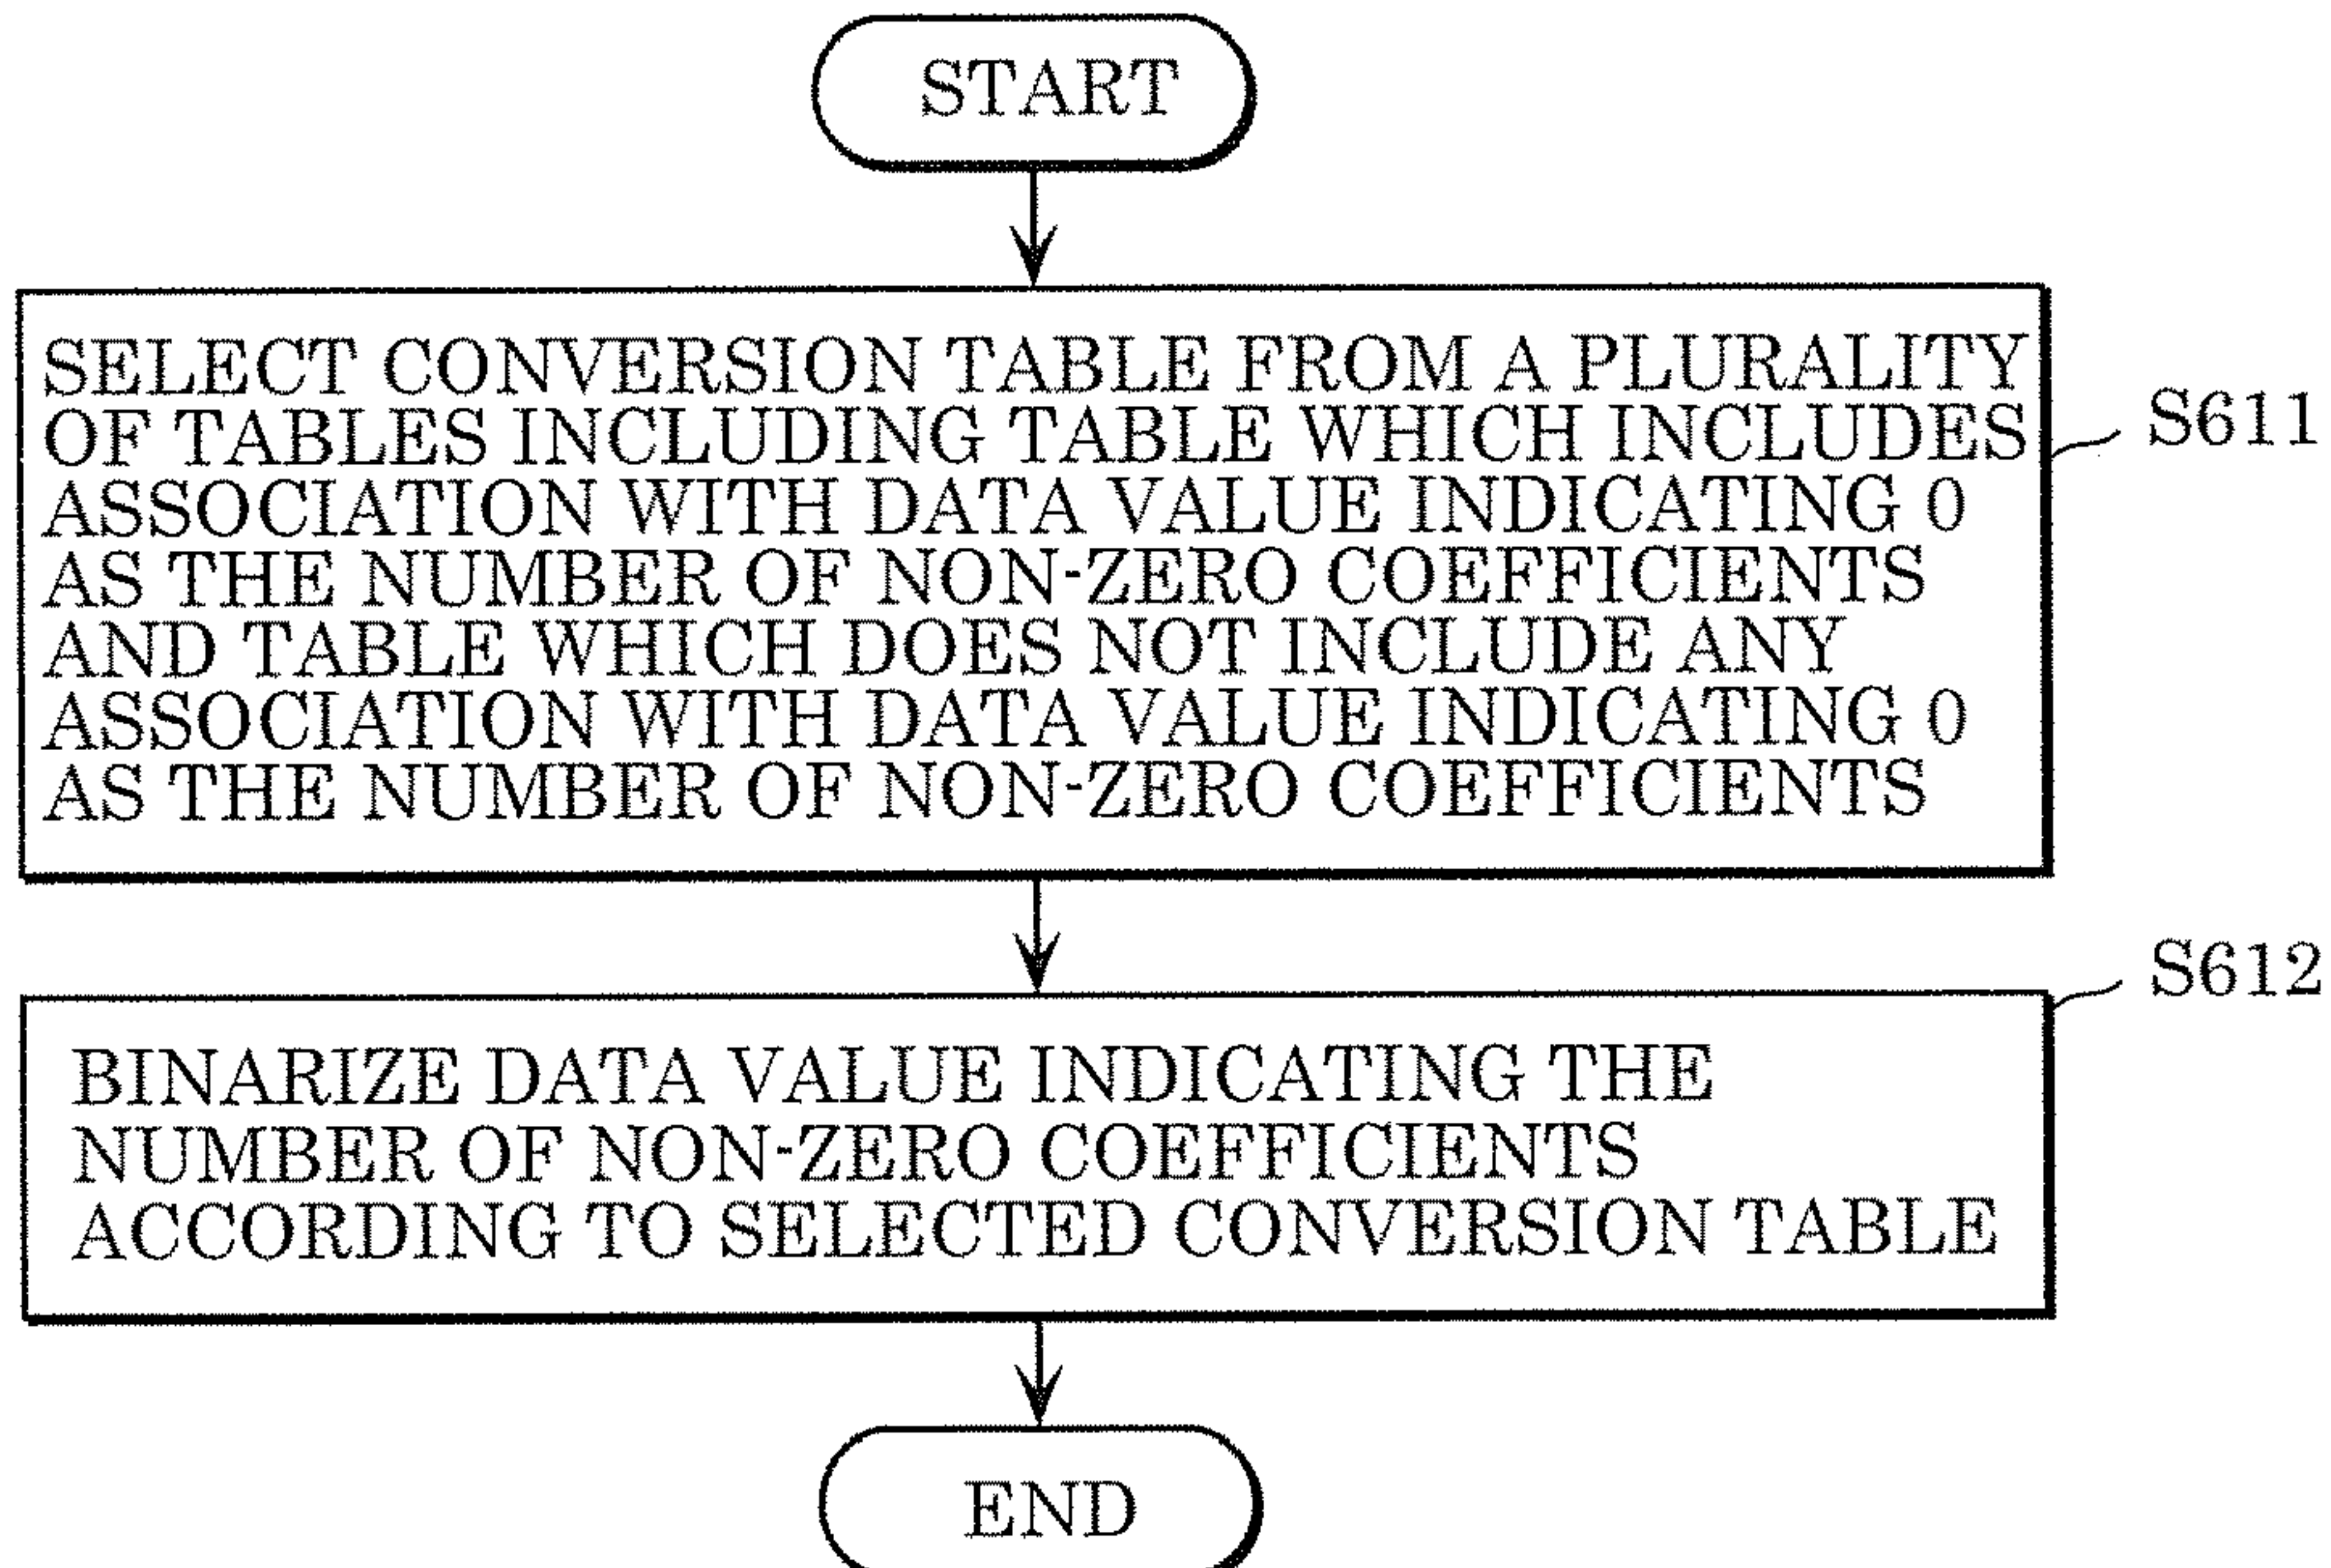 START
SELECT CONVERSION TABLE FROM A PLURALITY
OF TABLES INCLUDING TABLE WHICH INCLUDES
ASSOCIATION WITH DATA VALUE INDICATING 0
AS THE NUMBER OF NON-ZERO COEFFICIENTS
AND TABLE WHICH DOES NOT INCLUDE ANY
ASSOCIATION WITH DATA VALUE INDICATING 0
AS THE NUMBER OF NON-ZERO COEFFICIENTS
S611
S612
BINARIZE DATA VALUE INDICATING THE
NUMBER OF NON-ZERO COEFFICIENTS
ACCORDING TO SELECTED CONVERSION TABLE
END